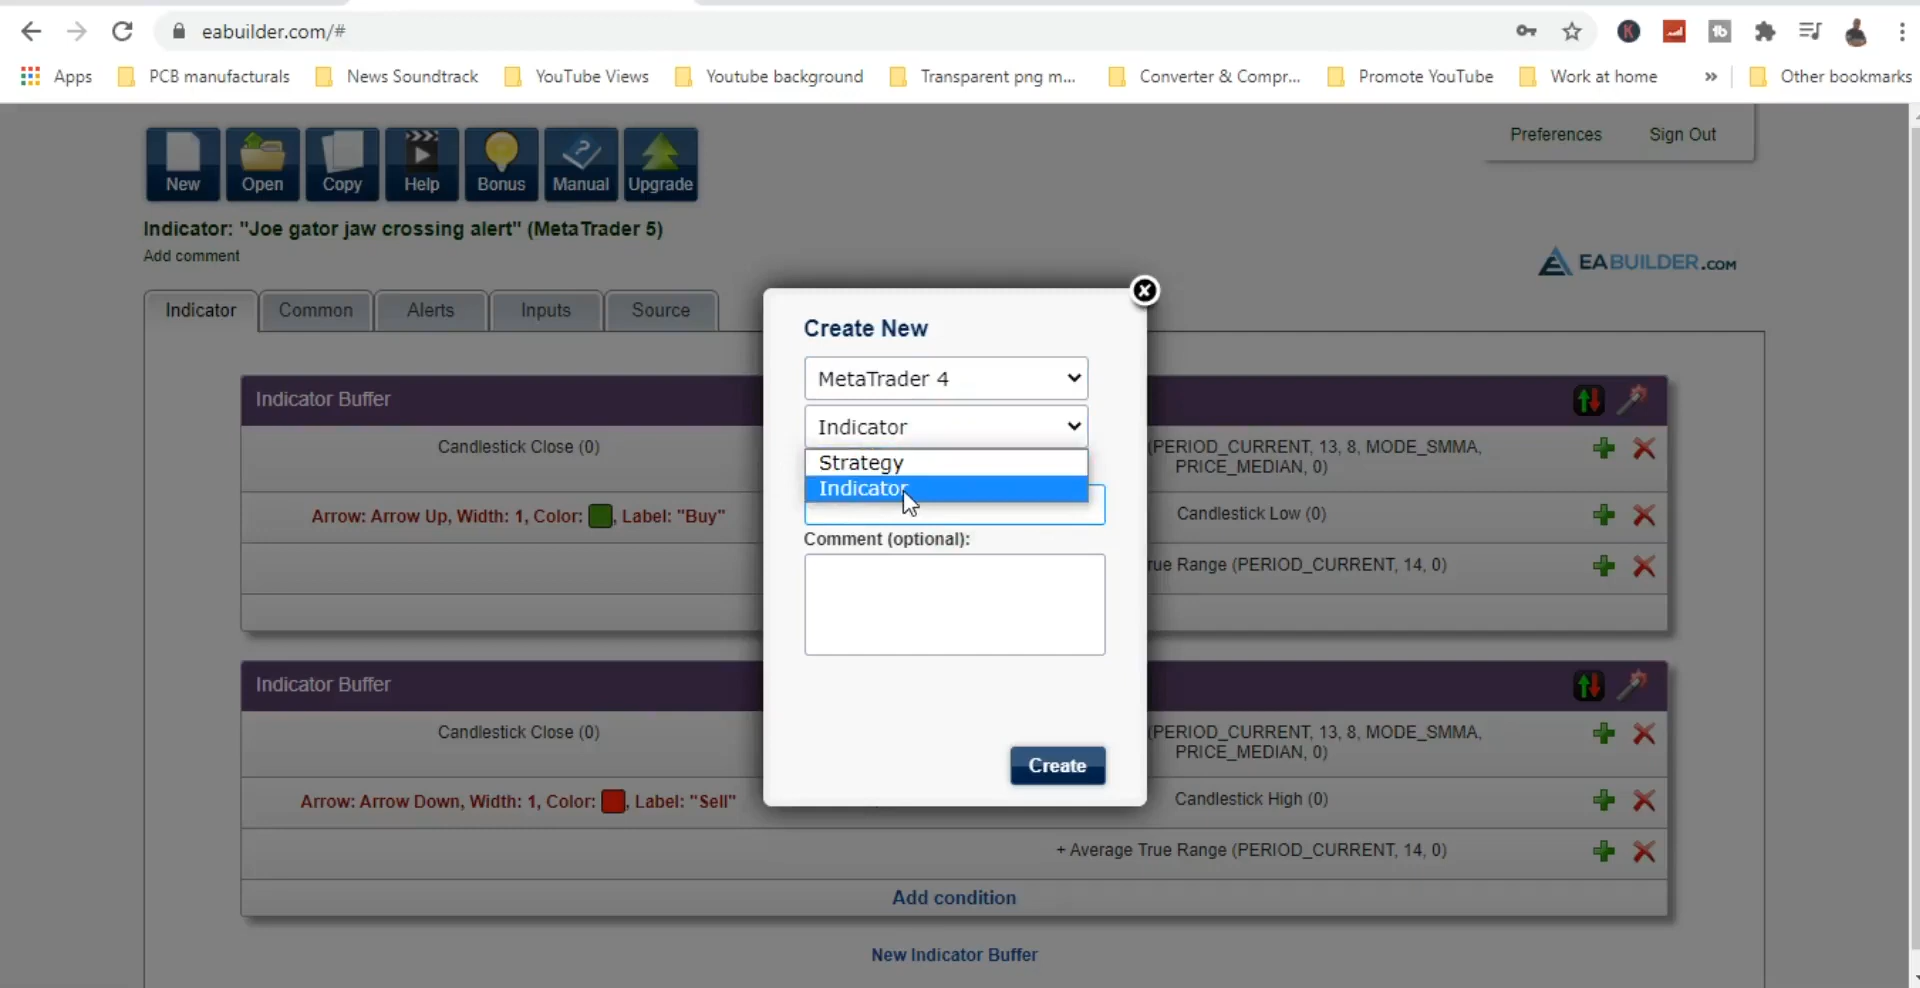 eabuilder.com/#
Apps PCB manufacturals News Soundtrack YouTube Views Youtube background Transparent png m... Converter & Compr... Promote YouTube Work at home » Other bookmarks
Preferences Sign Out
New Open Copy Help Bonus Manual Upgrade
Indicator: "Joe gator jaw crossing alert" (MetaTrader 5)
Add comment
EABUILDER.COM
Indicator Common Alerts Inputs Source
Create New
MetaTrader 4
Indicator
Strategy
Indicator
Comment (optional):
Create
Indicator Buffer
Candlestick Close (0) (PERIOD_CURRENT, 13, 8, MODE_SMMA,
PRICE_MEDIAN, 0)
Arrow: Arrow Up, Width: 1, Color: , Label: "Buy" Candlestick Low (0)
rue Range (PERIOD_CURRENT, 14, 0)
Indicator Buffer
Candlestick Close (0) (PERIOD_CURRENT, 13, 8, MODE_SMMA,
PRICE_MEDIAN, 0)
Arrow: Arrow Down, Width: 1, Color: , Label: "Sell" Candlestick High (0)
+ Average True Range (PERIOD_CURRENT, 14, 0)
Add condition
New Indicator Buffer